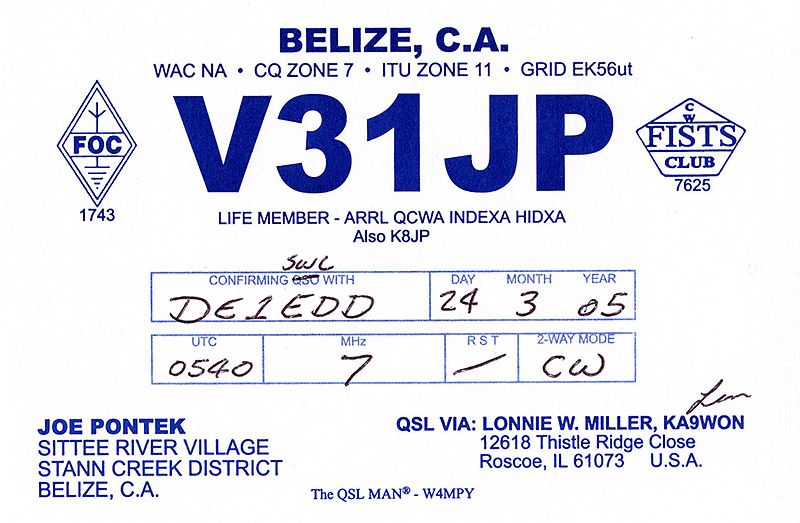 BELIZE, C.A.
WAC NA • CQ ZONE 7 • ITU ZONE 11 • GRID EK56ut
V31JP
FOC
1743
CW
FISTS
CLUB
7625
LIFE MEMBER - ARRL QCWA INDEXA HIDXA
Also K8JP
SWL
CONFIRMING QSO WITH DAY MONTH YEAR
DE1EDD 24 3 05
UTC MHz R S T 2-WAY MODE
0540 7 / CW
JOE PONTEK
SITTEE RIVER VILLAGE
STANN CREEK DISTRICT
BELIZE, C.A.
QSL VIA: LONNIE W. MILLER, KA9WON
12618 Thistle Ridge Close
Roscoe, IL 61073 U.S.A.
The QSL MAN® - W4MPY